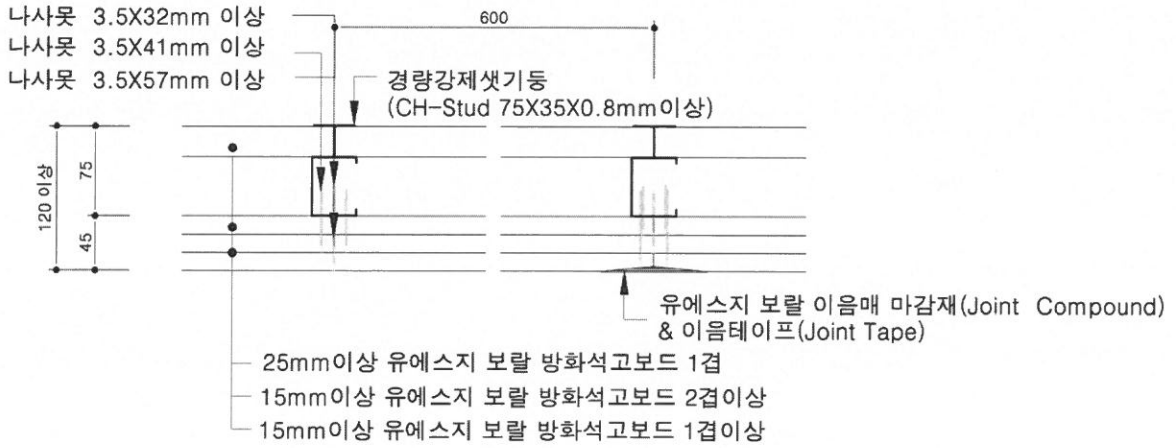 나사못 3.5X32mm 이상
나사못 3.5X41mm 이상
나사못 3.5X57mm 이상
600
경량강제샛기둥
(CH-Stud 75X35X0.8mm이상)
120 이상
75
45
유에스지 보랄 이음매 마감재(Joint Compound)
& 이음테이프(Joint Tape)
25mm이상 유에스지 보랄 방화석고보드 1겹
15mm이상 유에스지 보랄 방화석고보드 2겹이상
15mm이상 유에스지 보랄 방화석고보드 1겹이상